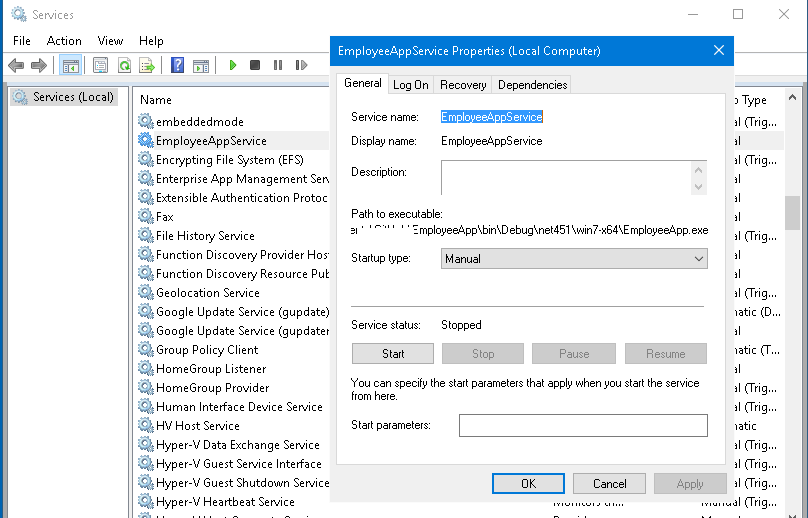 Services
File Action View Help
Services (Local)
Name
embeddedmode
EmployeeAppService
Encrypting File System (EFS)
Enterprise App Management Serv
Extensible Authentication Protoc
Fax
File History Service
Function Discovery Provider Host
Function Discovery Resource Pub
Geolocation Service
Google Update Service (gupdate)
Google Update Service (gupdater
Group Policy Client
HomeGroup Listener
HomeGroup Provider
Human Interface Device Service
HV Host Service
Hyper-V Data Exchange Service
Hyper-V Guest Service Interface
Hyper-V Guest Shutdown Service
Hyper-V Heartbeat Service
EmployeeAppService Properties (Local Computer)
General Log On Recovery Dependencies
Service name: EmployeeAppService
Display name: EmployeeAppService
Description:
Path to executable:
EmployeeApp\bin\Debug\net451\win7-x64\EmployeeApp.exe
Startup type: Manual
Service status: Stopped
Start Stop Pause Resume
You can specify the start parameters that apply when you start the service
from here.
Start parameters:
OK Cancel Apply
Type
al (Trig...
al
al (Trig...
al
al
al
al (Trig...
al
al
al (Trig...
atic (D...
al
atic (T...
al
al (Trig...
al (Trig...
atic
al (Trig...
al (Trig...
al (Trig...
Manual (Trig...